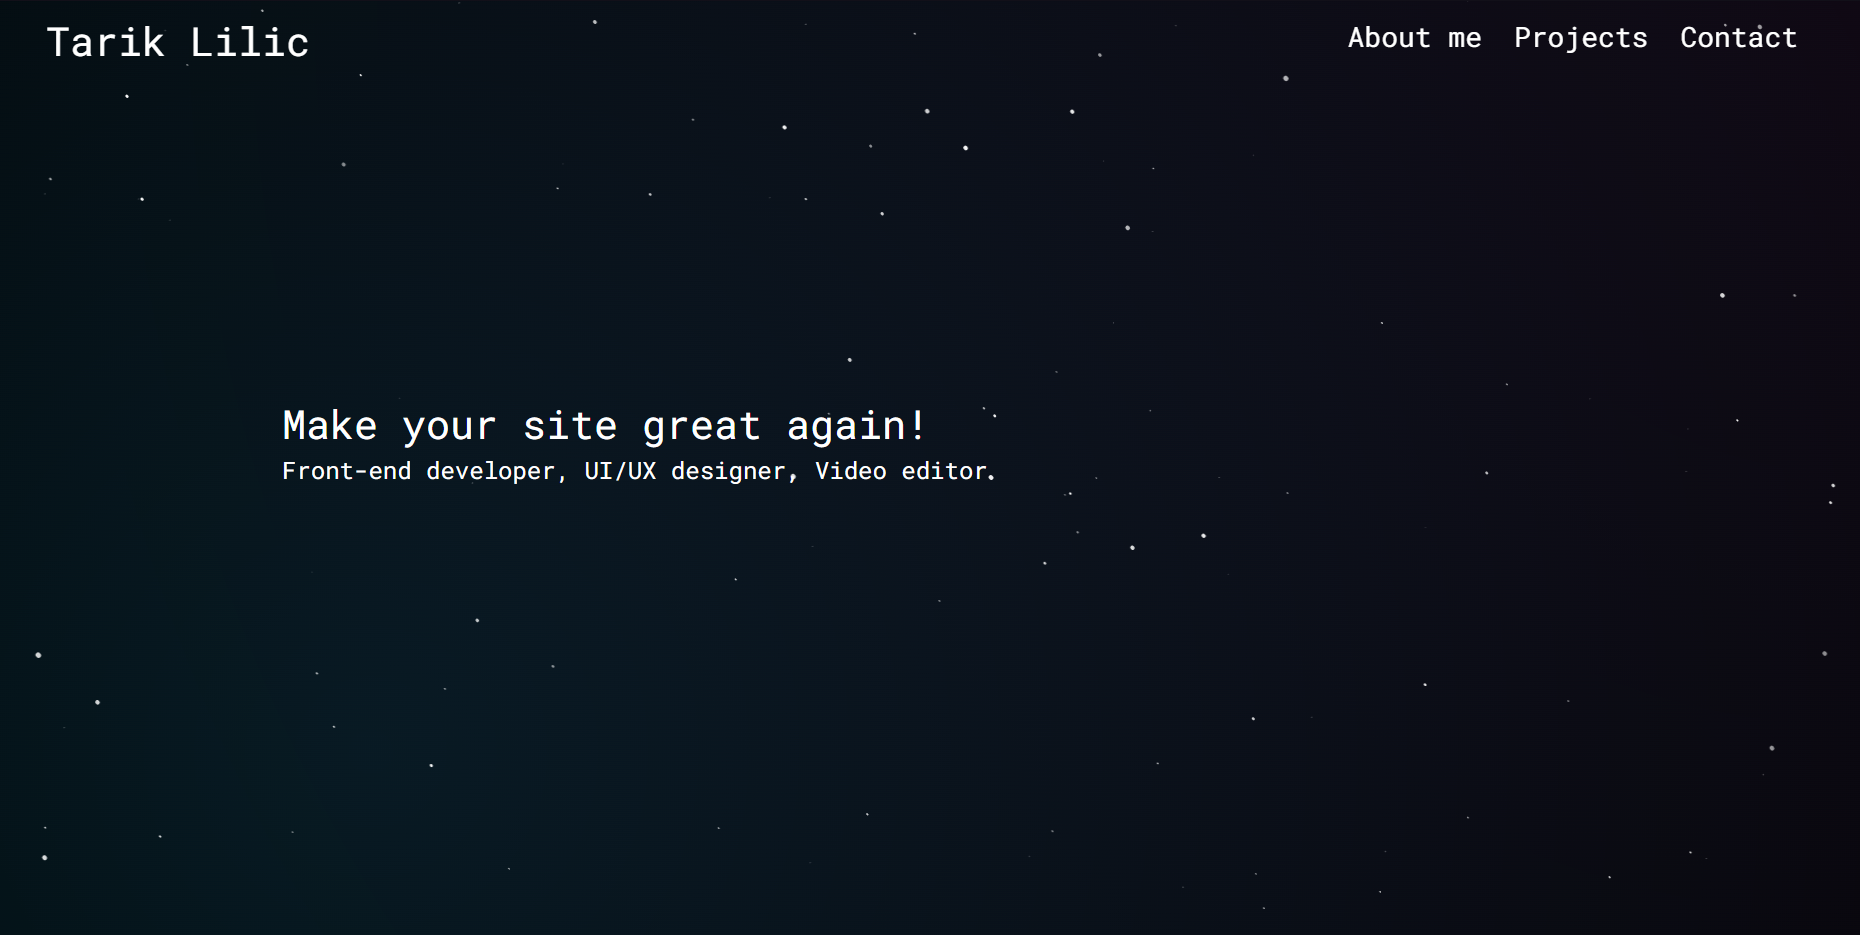 Tarik Lilic
About me Projects Contact
Make your site great again!
Front-end developer, UI/UX designer, Video editor.